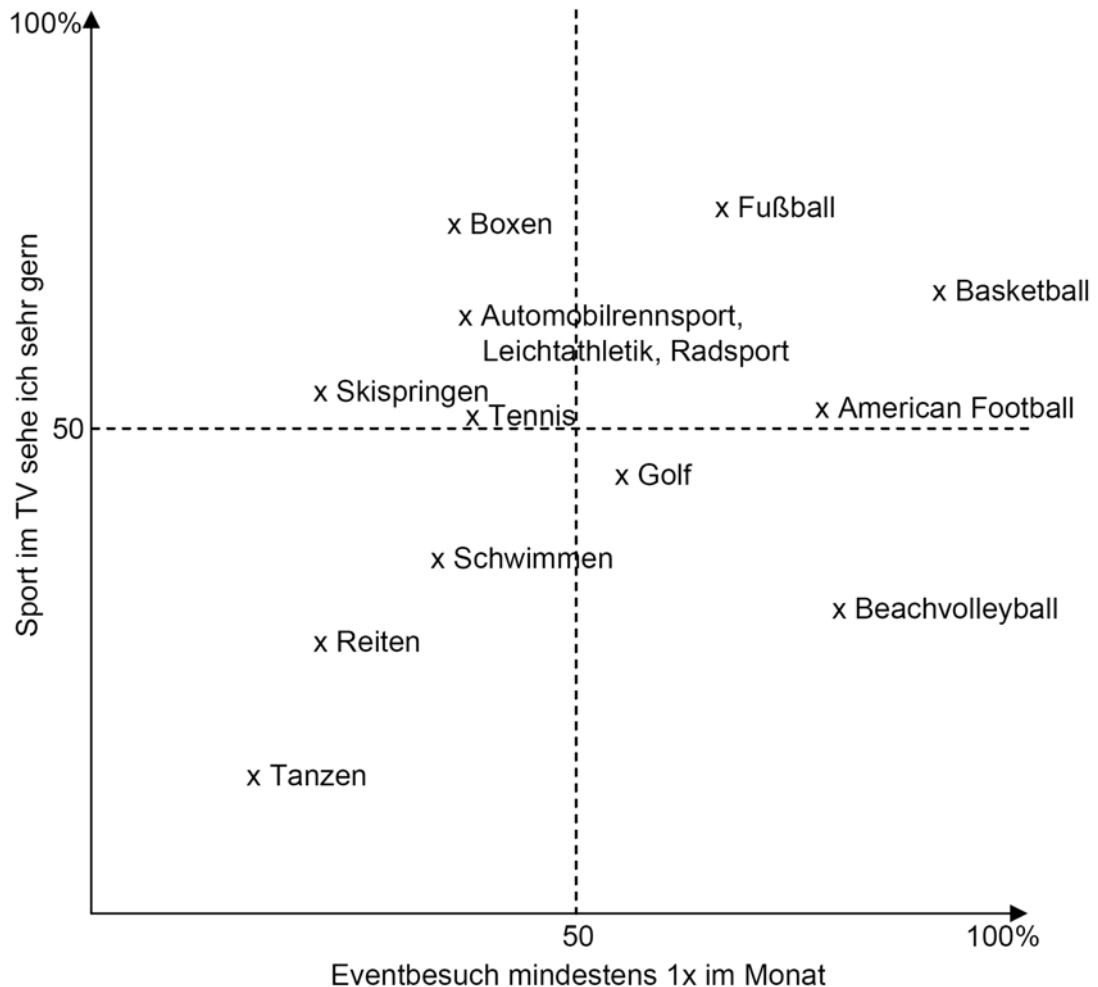 100%
x Fußball
x Boxen
x Basketball
x Automobilrennsport,
Leichtathletik, Radsport
x Skispringen
x Tennis
x American Football
50
x Golf
x Schwimmen
x Beachvolleyball
x Reiten
x Tanzen
Sport im TV sehe ich sehr gern
50
100%
Eventbesuch mindestens 1x im Monat